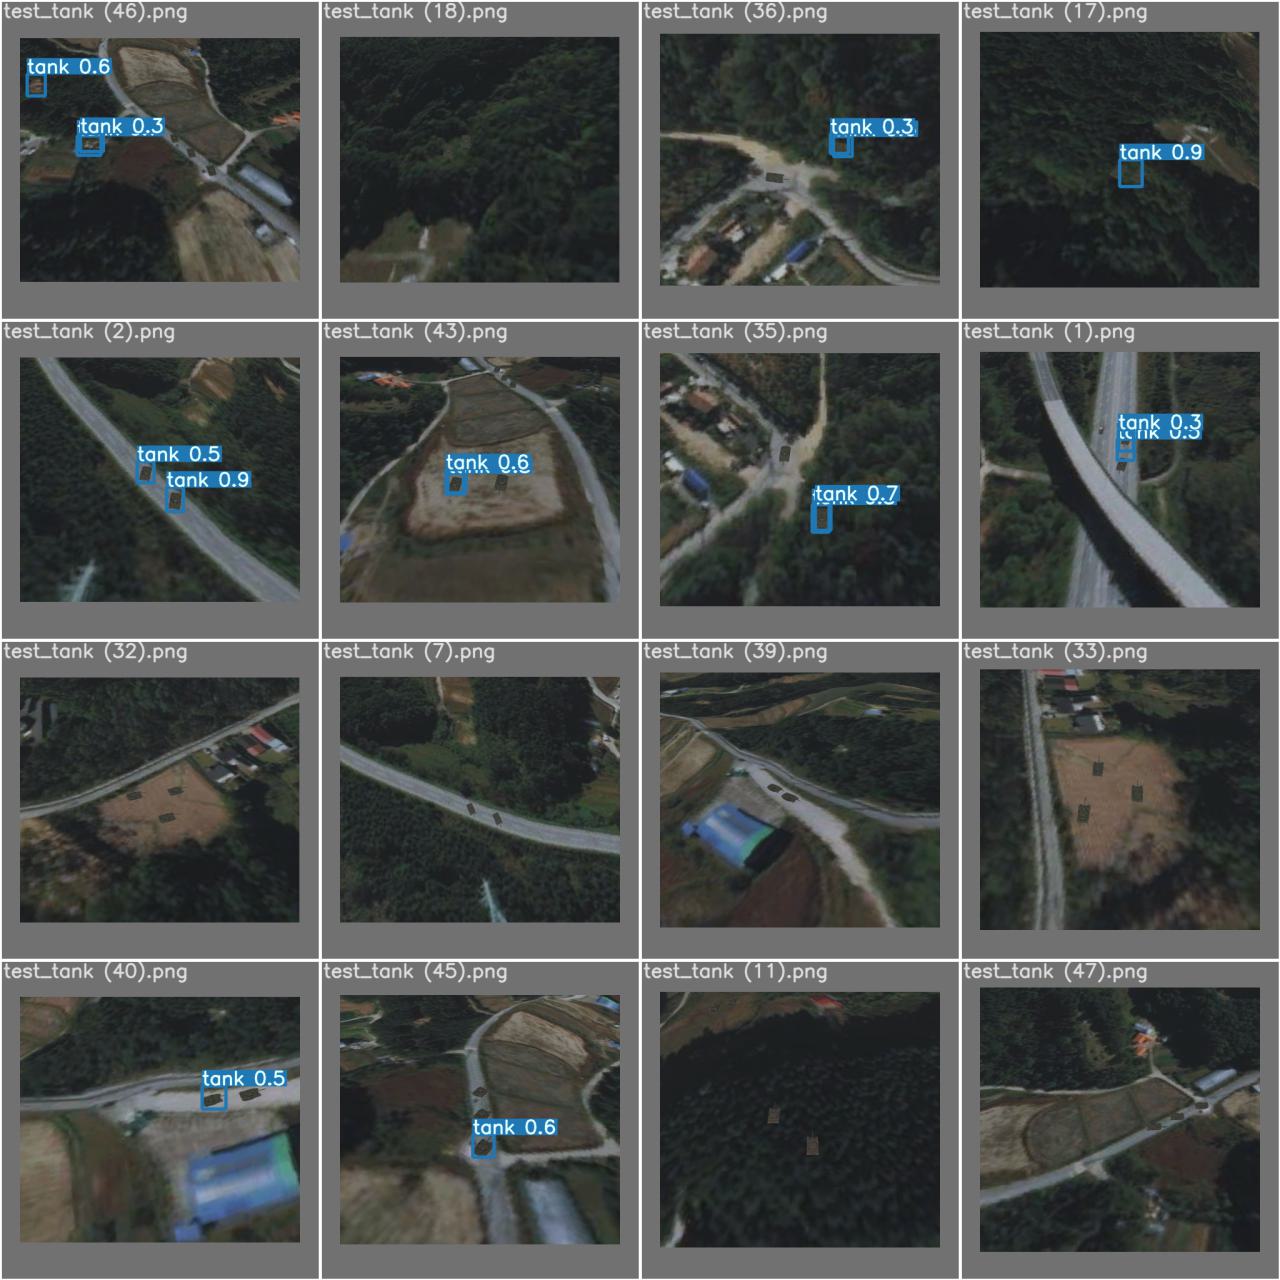 test_tank (46).png
tank 0.6
tank 0.3
test_tank (18).png
test_tank (36).png
tank 0.3
test_tank (17).png
tank 0.9
test_tank (2).png
tank 0.5
tank 0.9
test_tank (43).png
tank 0.6
test_tank (35).png
tank 0.7
test_tank (1).png
tank 0.3
test_tank (32).png
test_tank (7).png
test_tank (39).png
test_tank (33).png
test_tank (40).png
tank 0.5
test_tank (45).png
tank 0.6
test_tank (11).png
test_tank (47).png